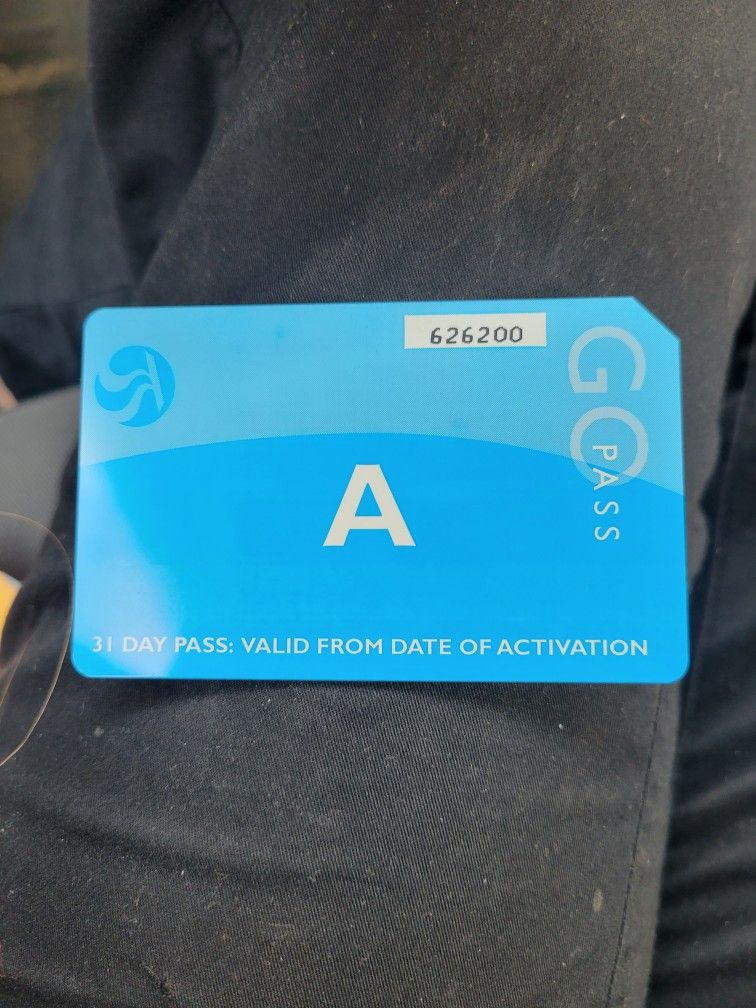 626200
GO
PASS
A
31 DAY PASS: VALID FROM DATE OF ACTIVATION